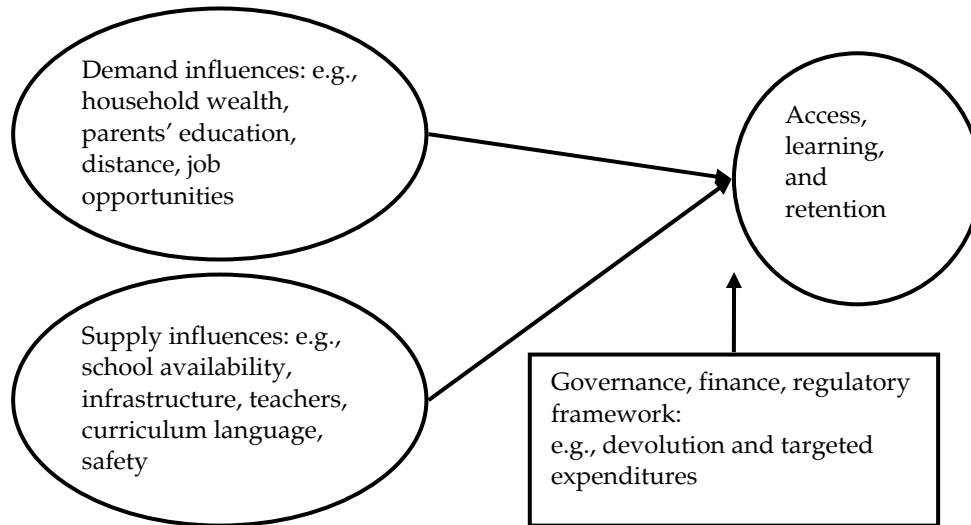 Demand influences: e.g.,
household wealth,
parents’ education,
distance, job
opportunities
Access,
learning,
and
retention
Supply influences: e.g.,
school availability,
infrastructure, teachers,
curriculum language,
safety
Governance, finance, regulatory
framework:
e.g., devolution and targeted
expenditures